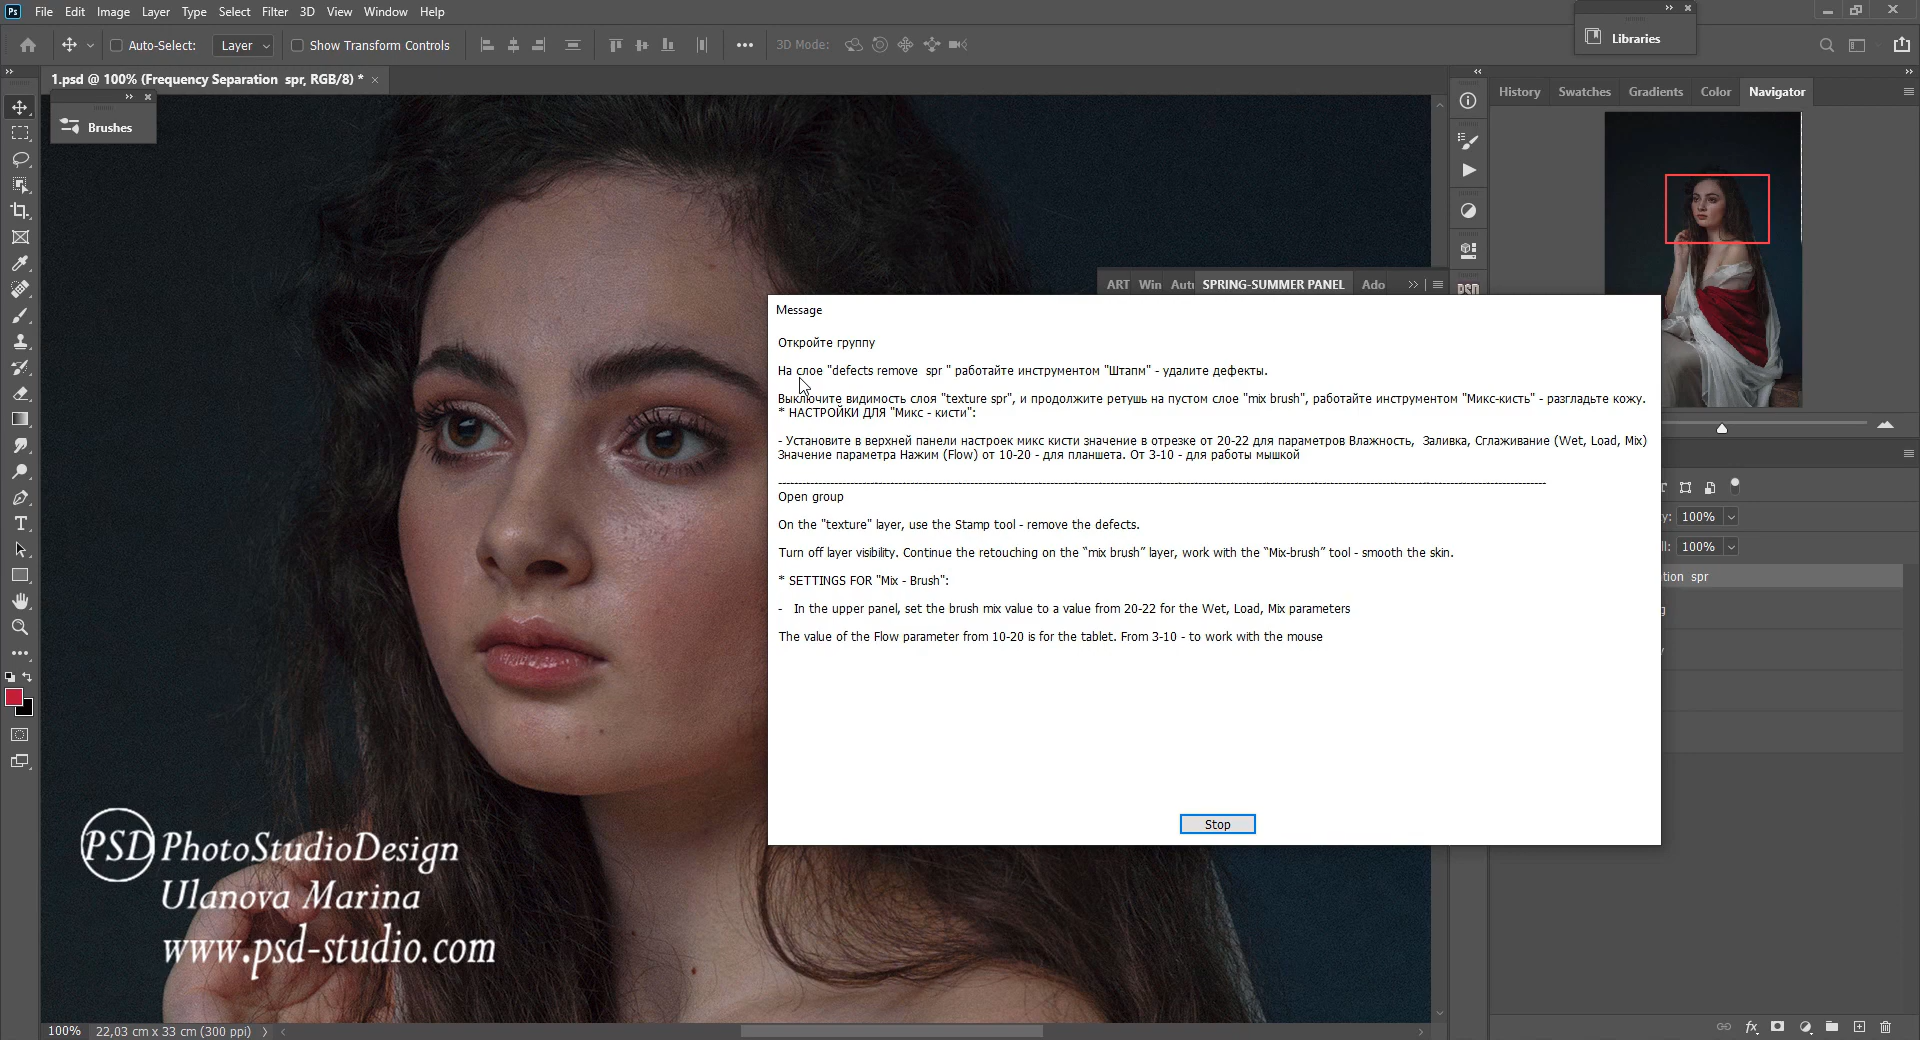 Ps File Edit Image Layer Type Select Filter 3D View Window Help
Libraries
Auto-Select: Layer Show Transform Controls 3D Mode:
1.psd @ 100% (Frequency Separation spr, RGB/8) *
History Swatches Gradients Color Navigator
Brushes
ART Win Aut SPRING-SUMMER PANEL Ado
PSD
Message
Откройте группу
На слое "defects remove spr " работайте инструментом "Штапм" - удалите дефекты.
Выключите видимость слоя "texture spr", и продолжите ретушь на пустом слое "mix brush", работайте инструментом "Микс-кисть" - разгладьте кожу.
* НАСТРОЙКИ ДЛЯ "Микс - кисти":
- Установите в верхней панели настроек микс кисти значение в отрезке от 20-22 для параметров Влажность, Заливка, Сглаживание (Wet, Load, Mix)
Значение параметра Нажим (Flow) от 10-20 - для планшета. От 3-10 - для работы мышкой
Open group
On the "texture" layer, use the Stamp tool - remove the defects.
Turn off layer visibility. Continue the retouching on the “mix brush” layer, work with the “Mix-brush” tool - smooth the skin.
* SETTINGS FOR "Mix - Brush":
- In the upper panel, set the brush mix value to a value from 20-22 for the Wet, Load, Mix parameters
The value of the Flow parameter from 10-20 is for the tablet. From 3-10 - to work with the mouse
Stop
y: 100%
ll: 100%
tion spr
PSD PhotoStudioDesign
Ulanova Marina
www.psd-studio.com
100% 22,03 cm x 33 cm (300 ppi)
fx